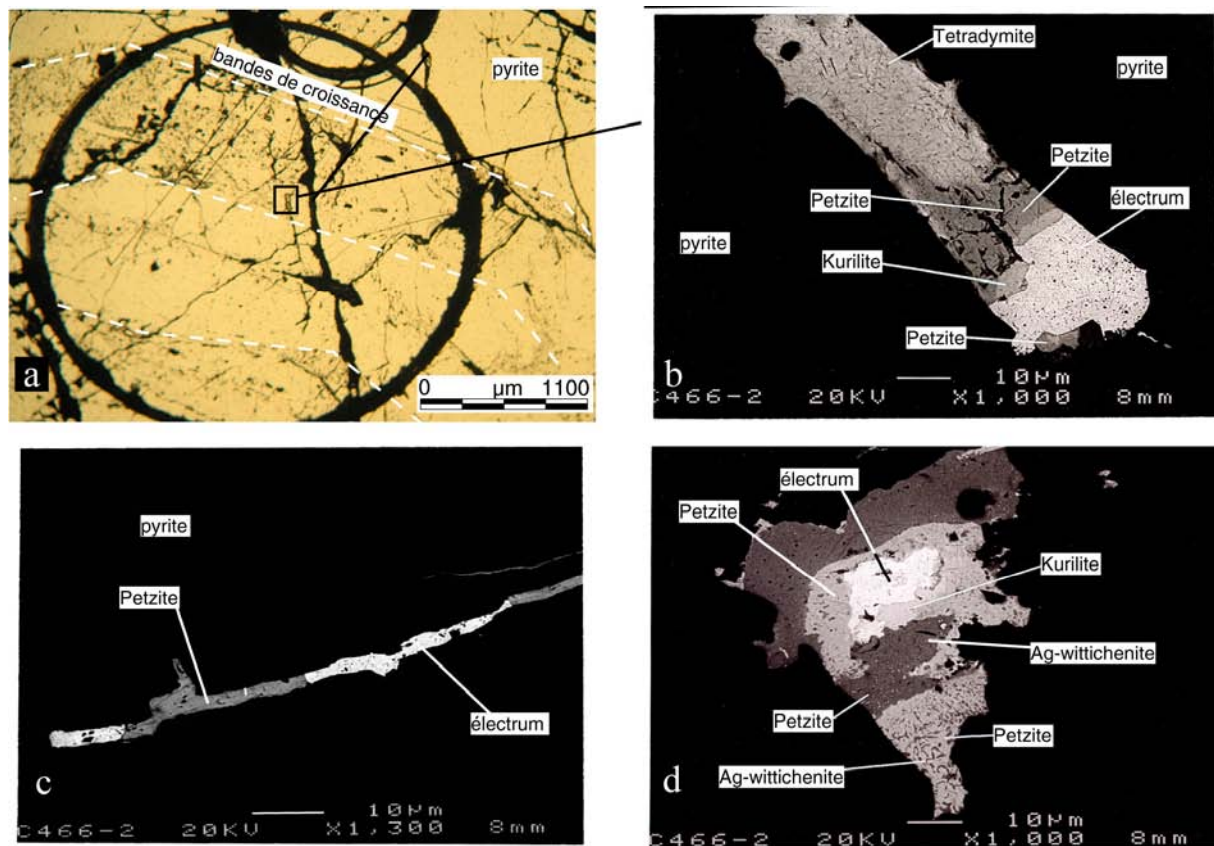 bandes de croissance
pyrite
a
0 µm 1100
Tetradymite
pyrite
Petzite
Petzite
électrum
pyrite
Kurilite
Petzite
b
10µm
C466-2 20KV X1,000 8mm
pyrite
Petzite
électrum
c
10µm
C466-2 20KV X1,300 8mm
électrum
Petzite
Kurilite
Ag-wittichenite
Petzite
Petzite
Ag-wittichenite
d
10µm
C466-2 20KV X1,000 8mm